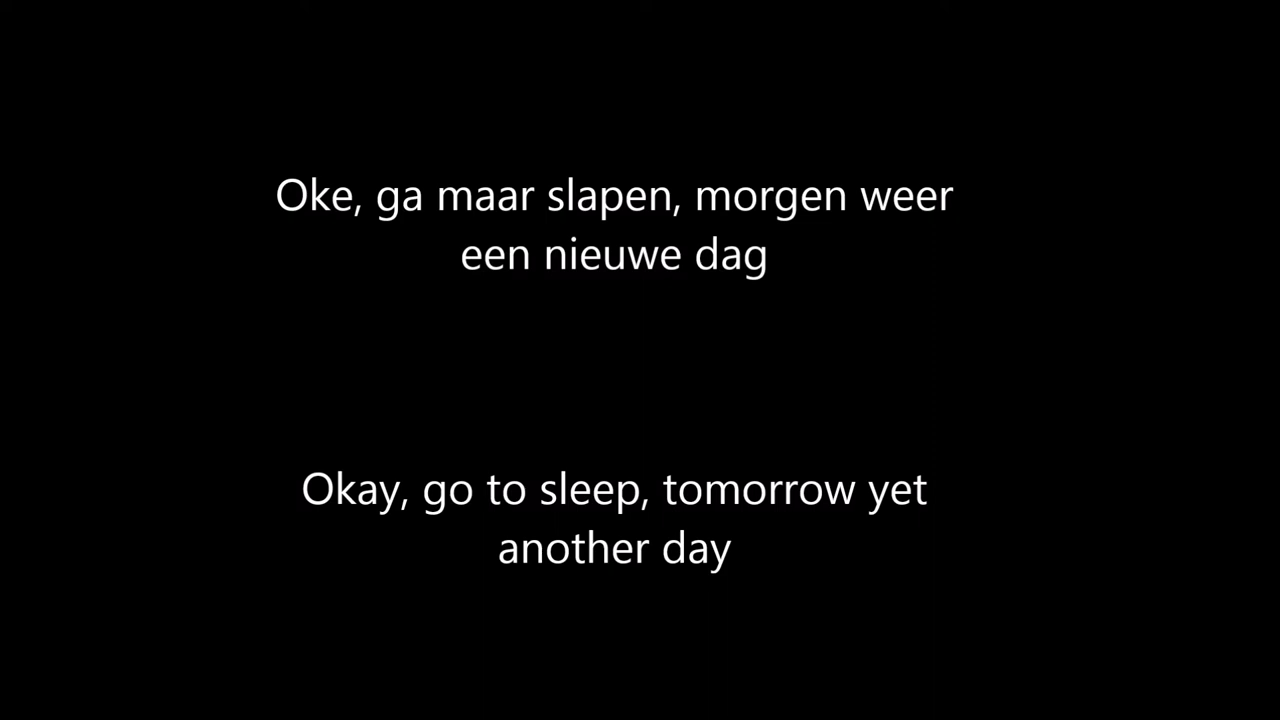 Oke, ga maar slapen, morgen weer
een nieuwe dag
Okay, go to sleep, tomorrow yet
another day